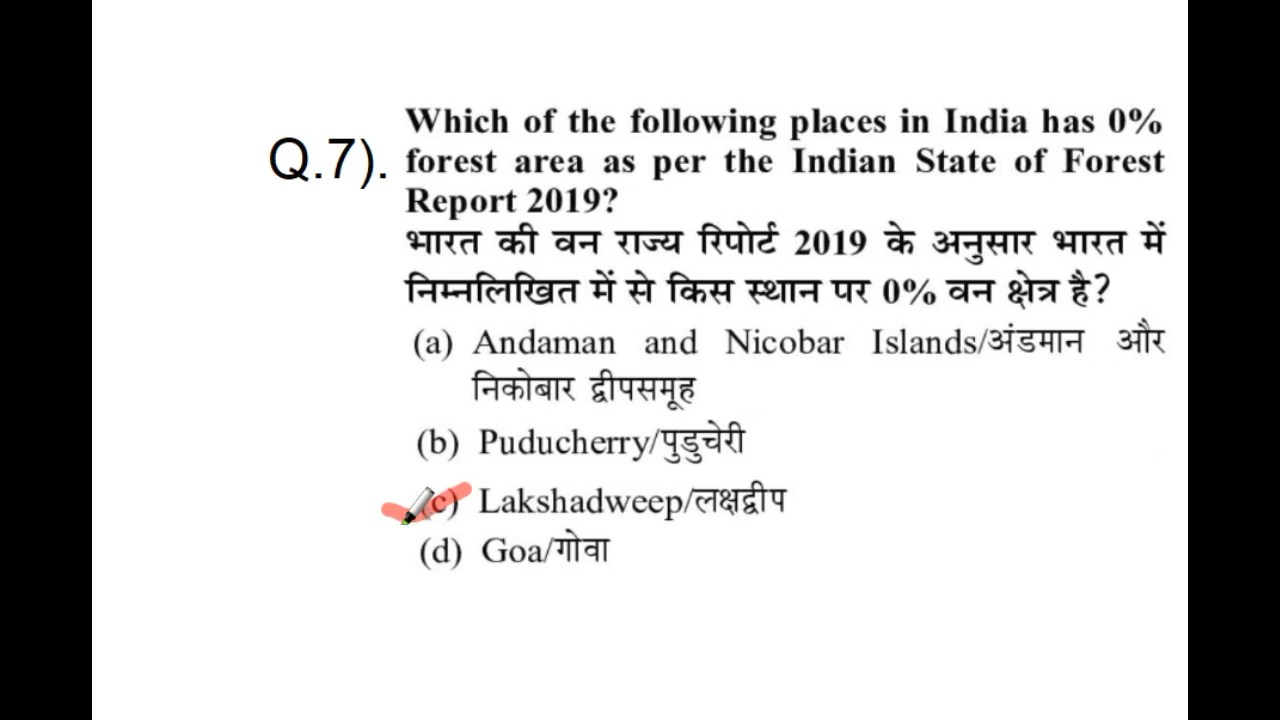 Q.7).
Which of the following places in India has 0%
forest area as per the Indian State of Forest
Report 2019?
भारत की वन राज्य रिपोर्ट 2019 के अनुसार भारत में
निम्नलिखित में से किस स्थान पर 0% वन क्षेत्र है?
(a) Andaman and Nicobar Islands/अंडमान और
निकोबार द्वीपसमूह
(b) Puducherry/पुडुचेरी
(c) Lakshadweep/लक्षद्वीप
(d) Goa/गोवा